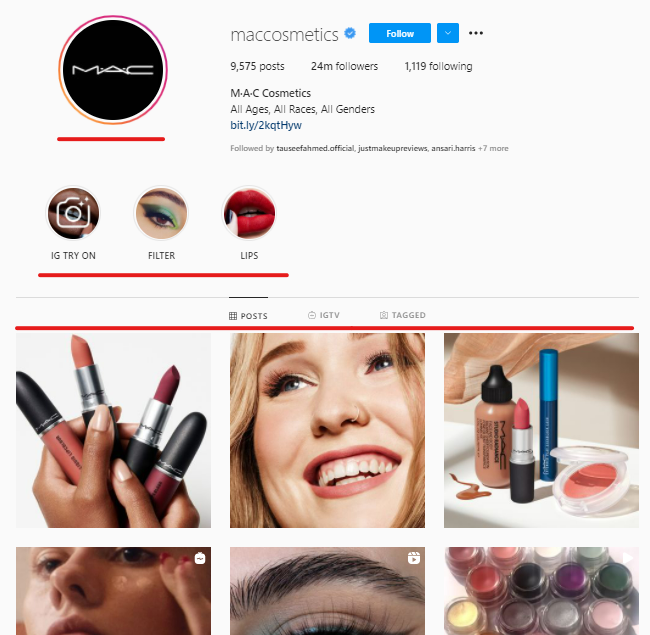 M·A·C
maccosmetics
Follow
9,575 posts 24m followers 1,119 following
M·A·C Cosmetics
All Ages, All Races, All Genders
bit.ly/2kqtHyw
Followed by tauseefahmed.official, justmakeupreviews, ansari.harris +7 more
IG TRY ON FILTER LIPS
POSTS IGTV TAGGED